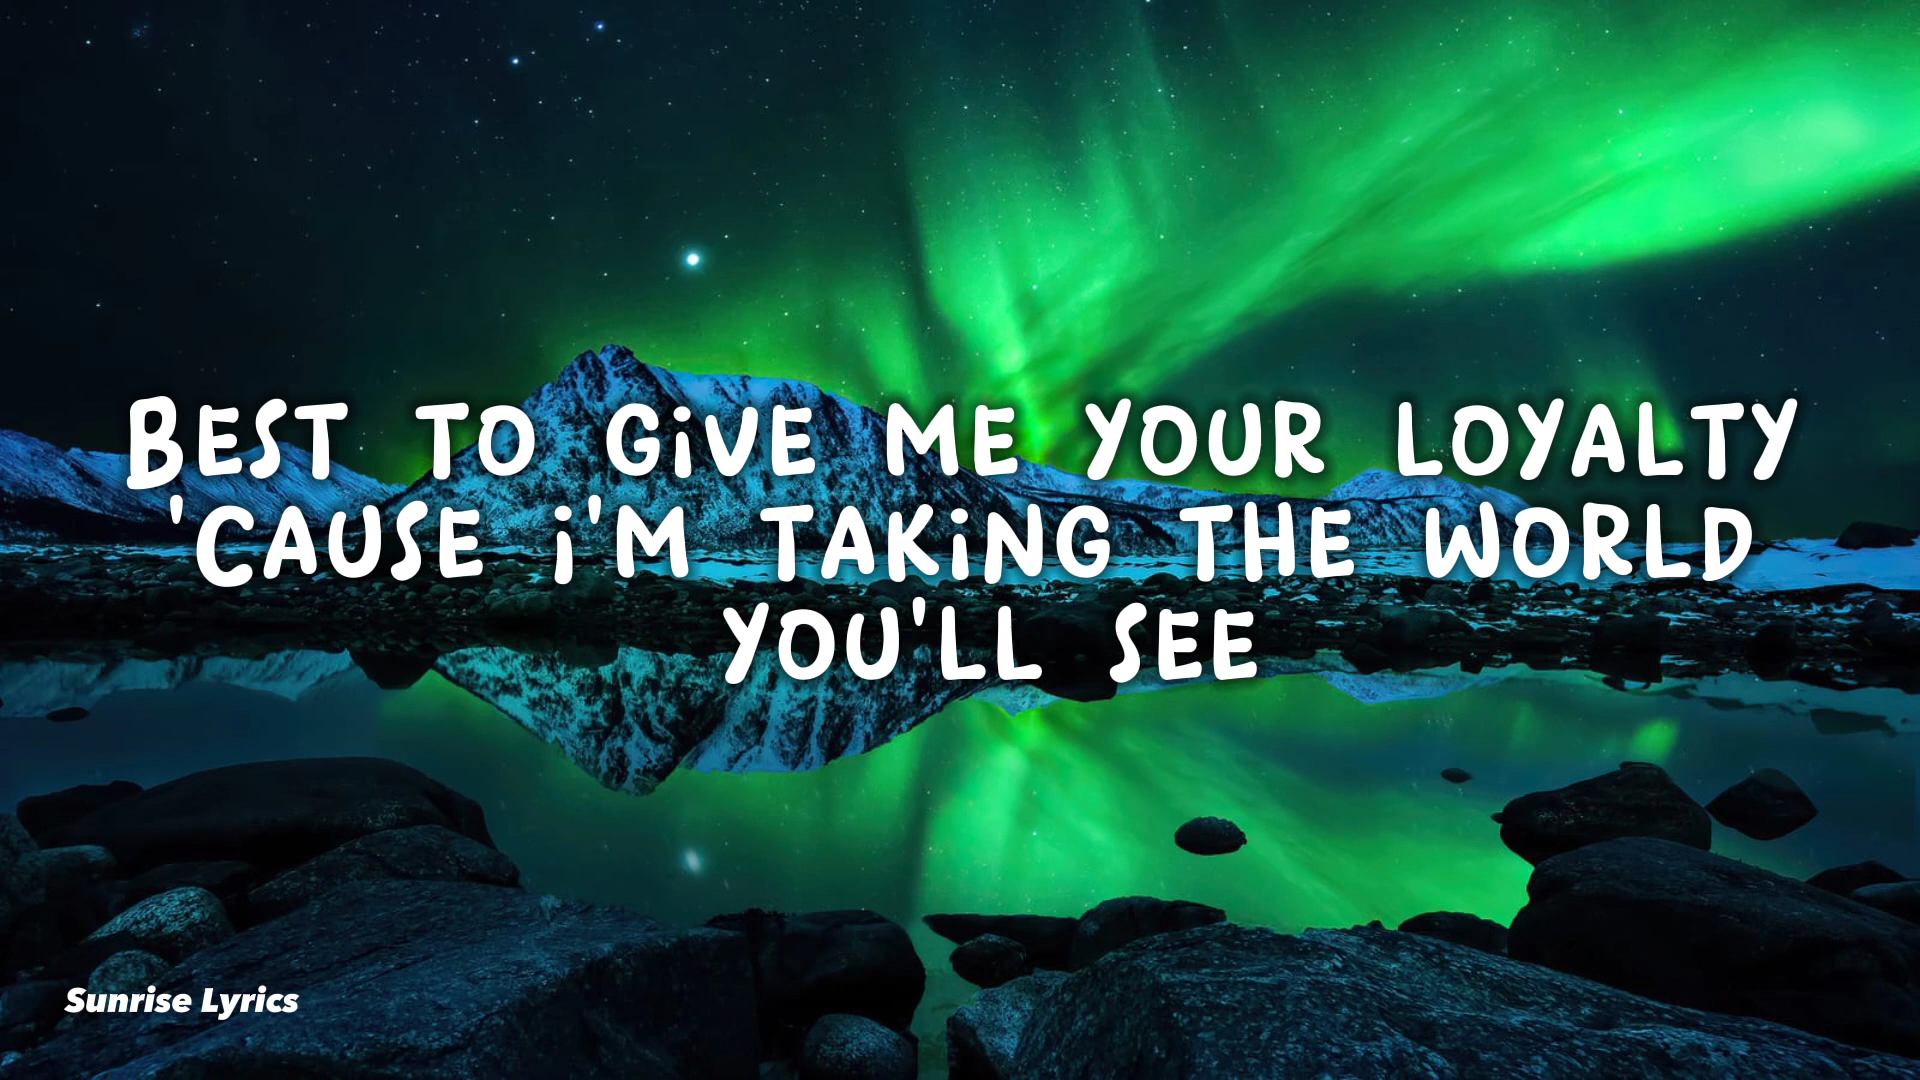 BEST TO GiVE ME YOUR LOYALTY
'CAUSE i'M TAKiNG THE WORLD
YOU'LL SEE
Sunrise Lyrics